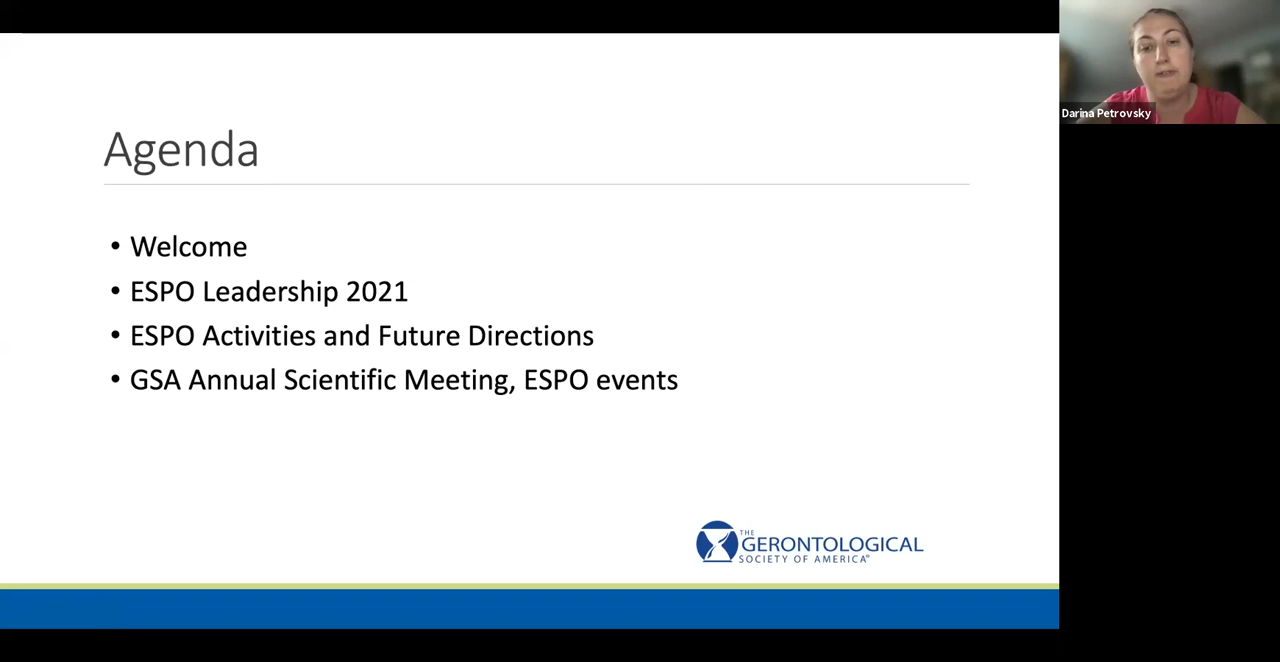 Agenda
• Welcome
• ESPO Leadership 2021
• ESPO Activities and Future Directions
• GSA Annual Scientific Meeting, ESPO events
THE
GERONTOLOGICAL
SOCIETY OF AMERICA®
Darina Petrovsky